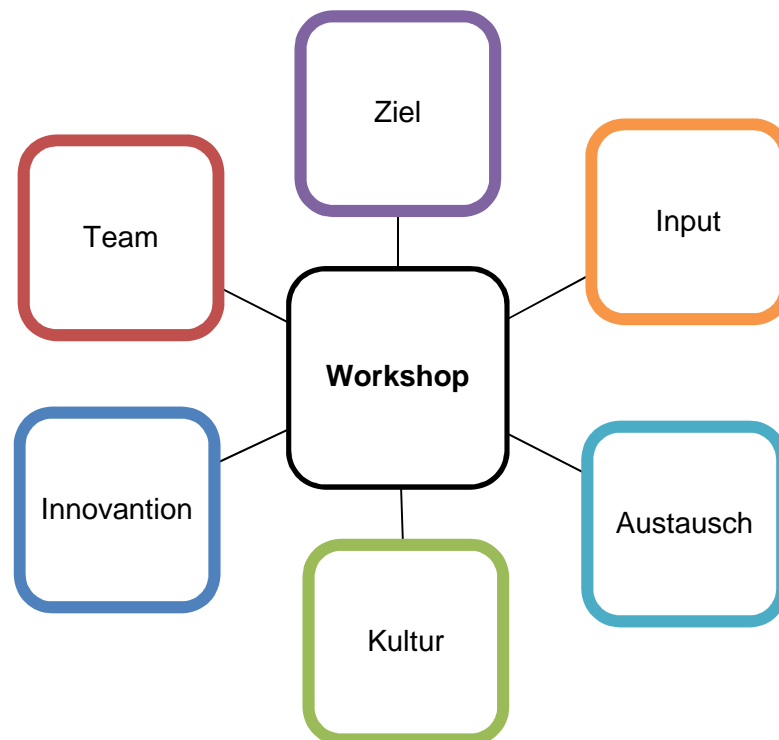 Ziel
Team
Input
Workshop
Innovantion
Austausch
Kultur